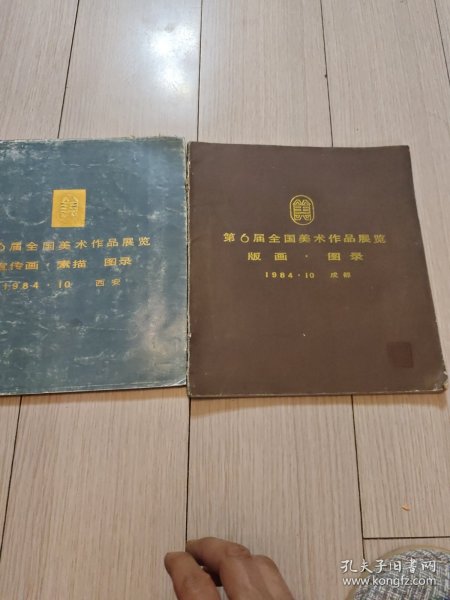 6届全国美术作品展览
宣传画·素描 图录
1984·10 西安
美
第6届全国美术作品展览
版画·图录
1984·10 成都
孔夫子旧书网
www.kongfz.com